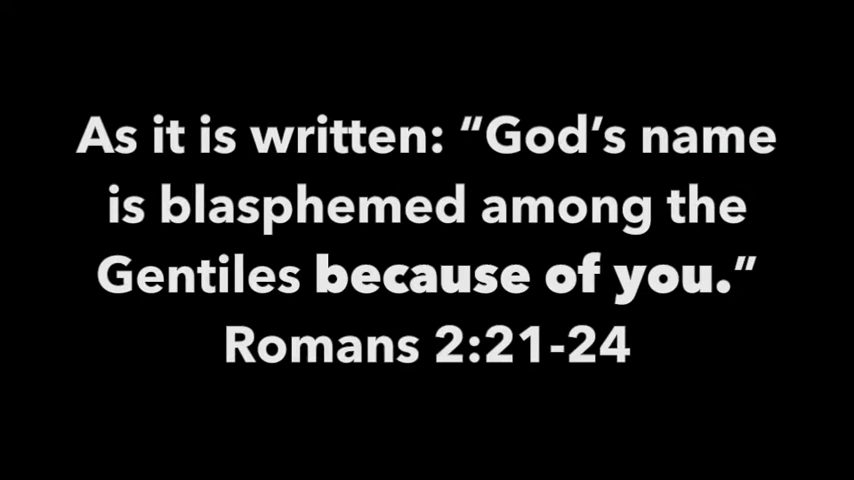 As it is written: “God’s name
is blasphemed among the
Gentiles because of you.”
Romans 2:21-24